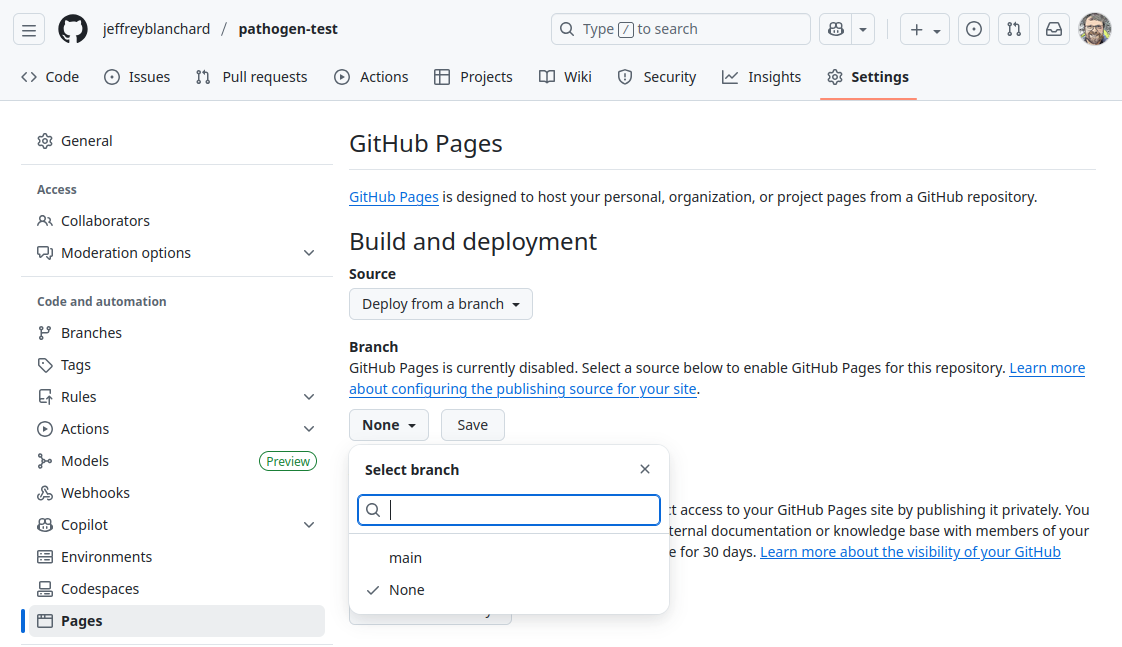 jeffreyblanchard / pathogen-test
Type / to search
Code Issues Pull requests Actions Projects Wiki Security Insights Settings
General
Access
Collaborators
Moderation options
Code and automation
Branches
Tags
Rules
Actions
Models Preview
Webhooks
Copilot
Environments
Codespaces
Pages
GitHub Pages
GitHub Pages is designed to host your personal, organization, or project pages from a GitHub repository.
Build and deployment
Source
Deploy from a branch
Branch
GitHub Pages is currently disabled. Select a source below to enable GitHub Pages for this repository. Learn more
about configuring the publishing source for your site.
None Save
Select branch
main
None
access to your GitHub Pages site by publishing it privately. You
documentation or knowledge base with members of your
for 30 days. Learn more about the visibility of your GitHub